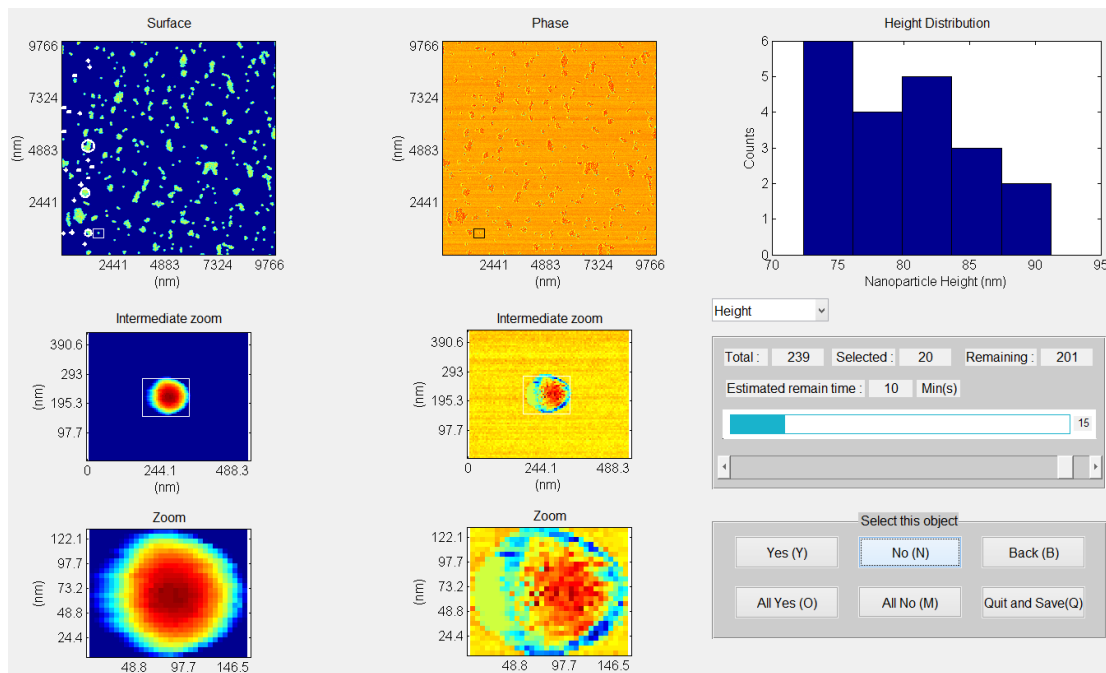 Surface
9766
7324
4883
2441
(nm)
2441 4883 7324 9766
(nm)
Phase
9766
7324
4883
2441
(nm)
2441 4883 7324 9766
(nm)
Height Distribution
6
5
4
3
2
1
0
Counts
70 75 80 85 90 95
Nanoparticle Height (nm)
Intermediate zoom
390.6
293
195.3
97.7
(nm)
0 244.1 488.3
(nm)
Intermediate zoom
390.6
293
195.3
97.7
(nm)
0 244.1 488.3
(nm)
Height
Total : 239 Selected : 20 Remaining : 201
Estimated remain time : 10 Min(s)
15
Zoom
122.1
97.7
73.2
48.8
24.4
(nm)
48.8 97.7 146.5
Zoom
122.1
97.7
73.2
48.8
24.4
(nm)
48.8 97.7 146.5
Select this object
Yes (Y) No (N) Back (B)
All Yes (O) All No (M) Quit and Save(Q)